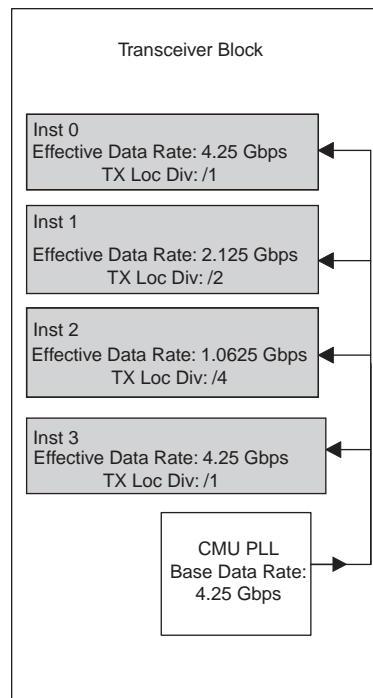 Transceiver Block
Inst 0
Effective Data Rate: 4.25 Gbps
TX Loc Div: /1
Inst 1
Effective Data Rate: 2.125 Gbps
TX Loc Div: /2
Inst 2
Effective Data Rate: 1.0625 Gbps
TX Loc Div: /4
Inst 3
Effective Data Rate: 4.25 Gbps
TX Loc Div: /1
CMU PLL
Base Data Rate:
4.25 Gbps